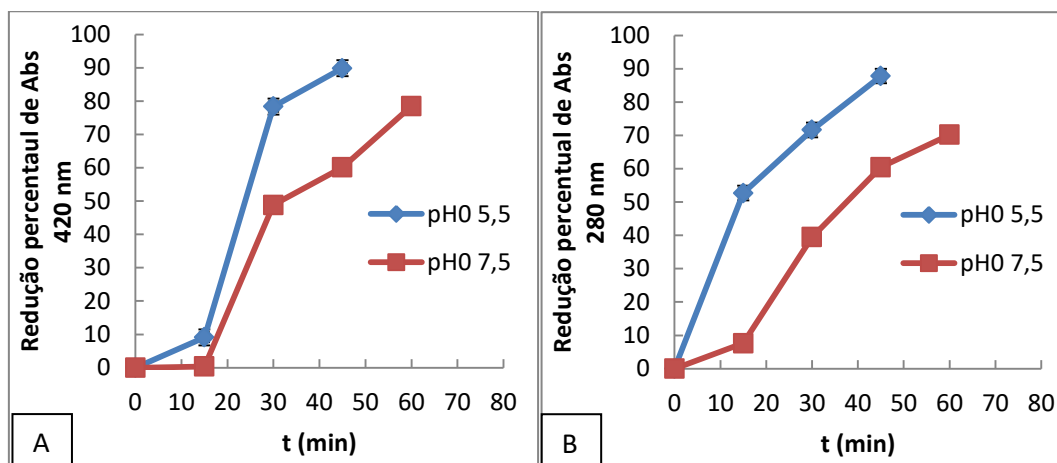 Redução percentaul de Abs
420 nm
100
90
80
70
60
50
40
30
20
10
0
0 10 20 30 40 50 60 70 80
t (min)
pH0 5,5
pH0 7,5
A
Redução percentual de Abs
280 nm
100
90
80
70
60
50
40
30
20
10
0
0 10 20 30 40 50 60 70 80
t (min)
pH0 5,5
pH0 7,5
B